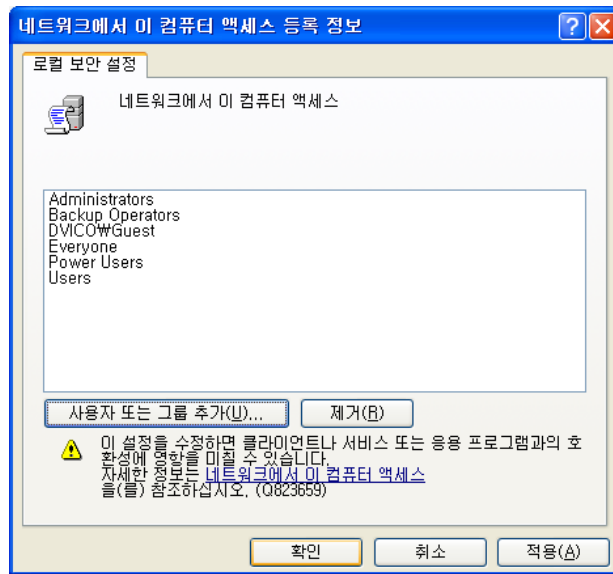 네트워크에서 이 컴퓨터 액세스 등록 정보
로컬 보안 설정
네트워크에서 이 컴퓨터 액세스
Administrators
Backup Operators
DVICO₩Guest
Everyone
Power Users
Users
사용자 또는 그룹 추가(U)...
제거(R)
이 설정을 수정하면 클라이언트나 서비스 또는 응용 프로그램과의 호
환성에 영향을 미칠 수 있습니다.
자세한 정보는 네트워크에서 이 컴퓨터 액세스
을(를) 참조하십시오. (Q823659)
확인
취소
적용(A)